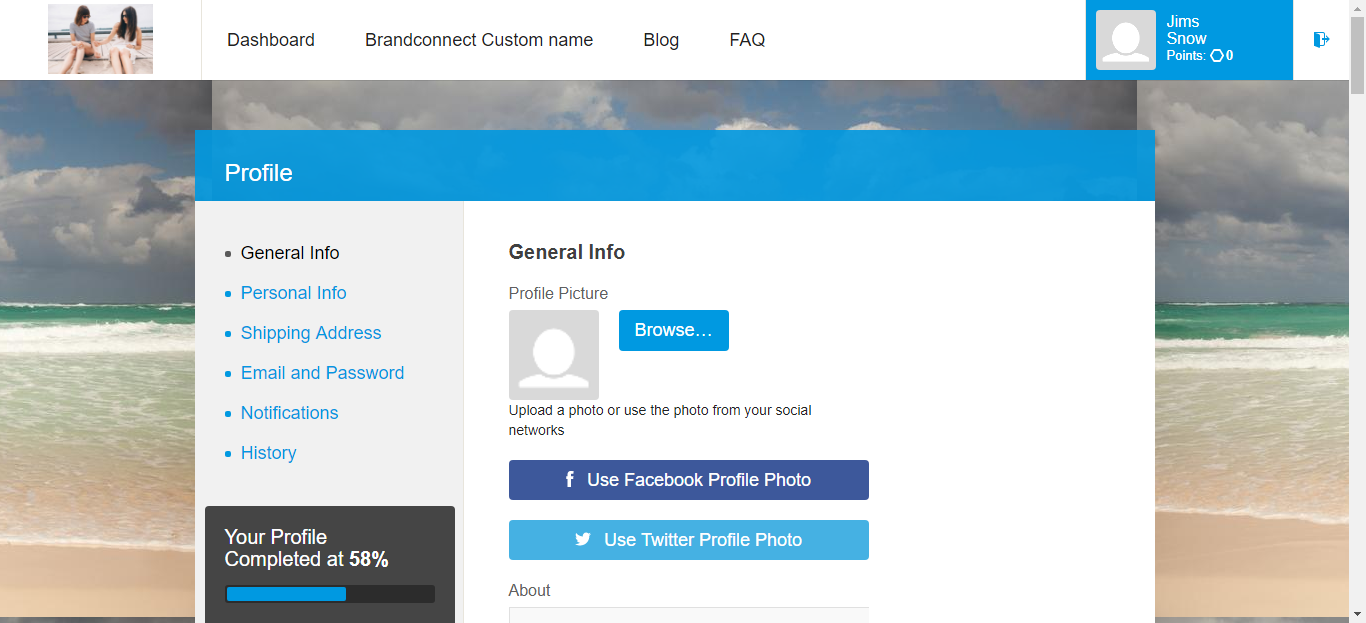 Dashboard
Brandconnect Custom name
Blog
FAQ
Jims
Snow
Points: 0
Profile
General Info
Personal Info
Shipping Address
Email and Password
Notifications
History
Your Profile
Completed at 58%
General Info
Profile Picture
Browse...
Upload a photo or use the photo from your social
networks
Use Facebook Profile Photo
Use Twitter Profile Photo
About